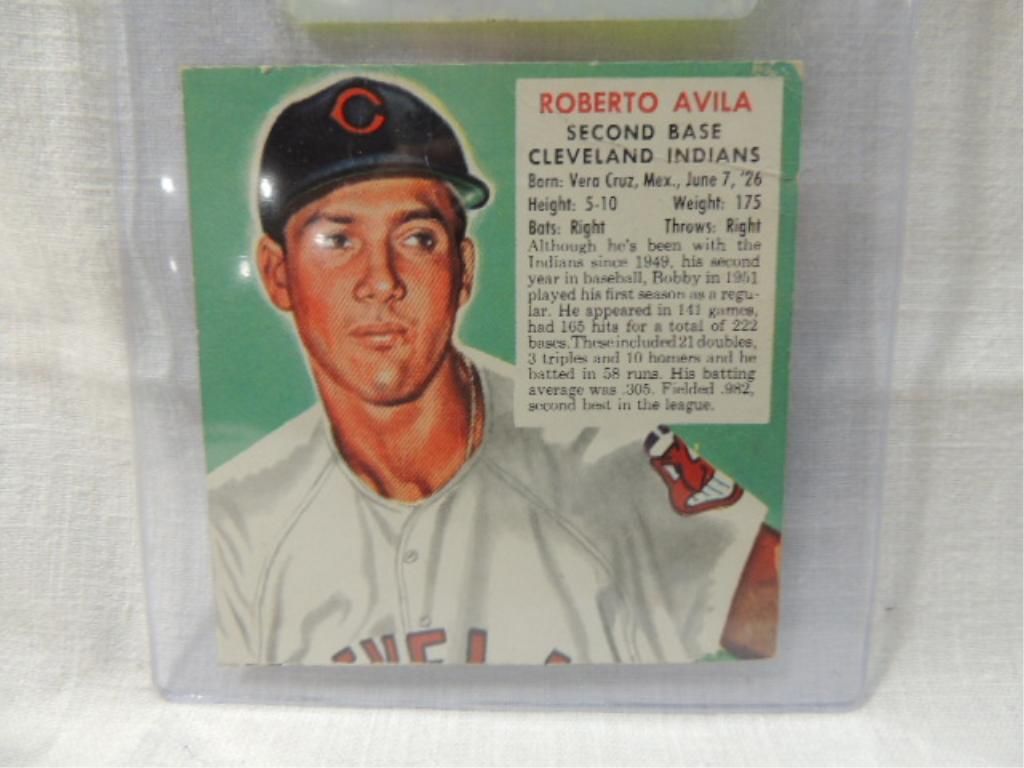 C
ROBERTO AVILA
SECOND BASE
CLEVELAND INDIANS
Born: Vera Cruz, Mex., June 7, '26
Height: 5-10 Weight: 175
Bats: Right Throws: Right
Although he's been with the
Indians since 1949, his second
year in baseball, Bobby in 1951
played his first season as a regu-
lar. He appeared in 141 games,
had 165 hits for a total of 222
bases. These included 21 doubles,
3 triples and 10 homers and he
batted in 58 runs. His batting
average was .305. Fielded .982,
second best in the league.